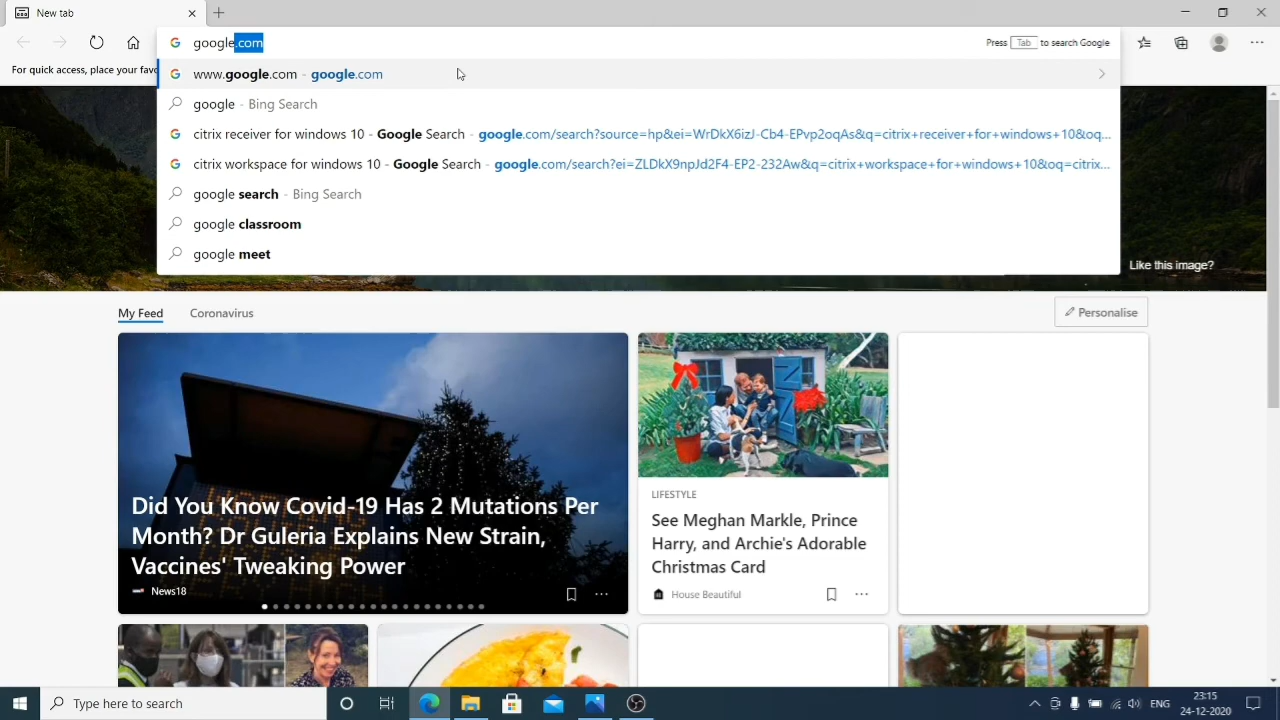 New tab
google.com
Press Tab to search Google
For quick access, place your favo
www.google.com - google.com
google - Bing Search
citrix receiver for windows 10 - Google Search - google.com/search?source=hp&ei=WrDkX6izJ-Cb4-EPvp2oqAs&q=citrix+receiver+for+windows+10&oq...
citrix workspace for windows 10 - Google Search - google.com/search?ei=ZLDkX9npJd2F4-EP2-232Aw&q=citrix+workspace+for+windows+10&oq=citrix...
google search - Bing Search
google classroom
google meet
Like this image?
My Feed
Coronavirus
Personalise
Did You Know Covid-19 Has 2 Mutations Per
Month? Dr Guleria Explains New Strain,
Vaccines' Tweaking Power
News18
LIFESTYLE
See Meghan Markle, Prince
Harry, and Archie's Adorable
Christmas Card
House Beautiful
Type here to search
ENG
23:15
24-12-2020